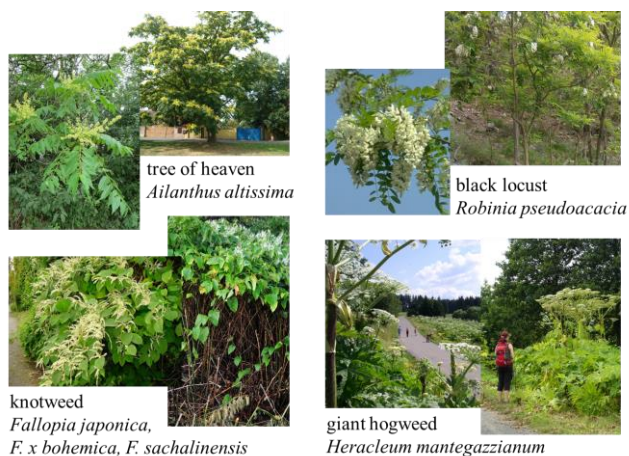 tree of heaven
Ailanthus altissima
black locust
Robinia pseudoacacia
knotweed
Fallopia japonica,
F. x bohemica, F. sachalinensis
giant hogweed
Heracleum mantegazzianum